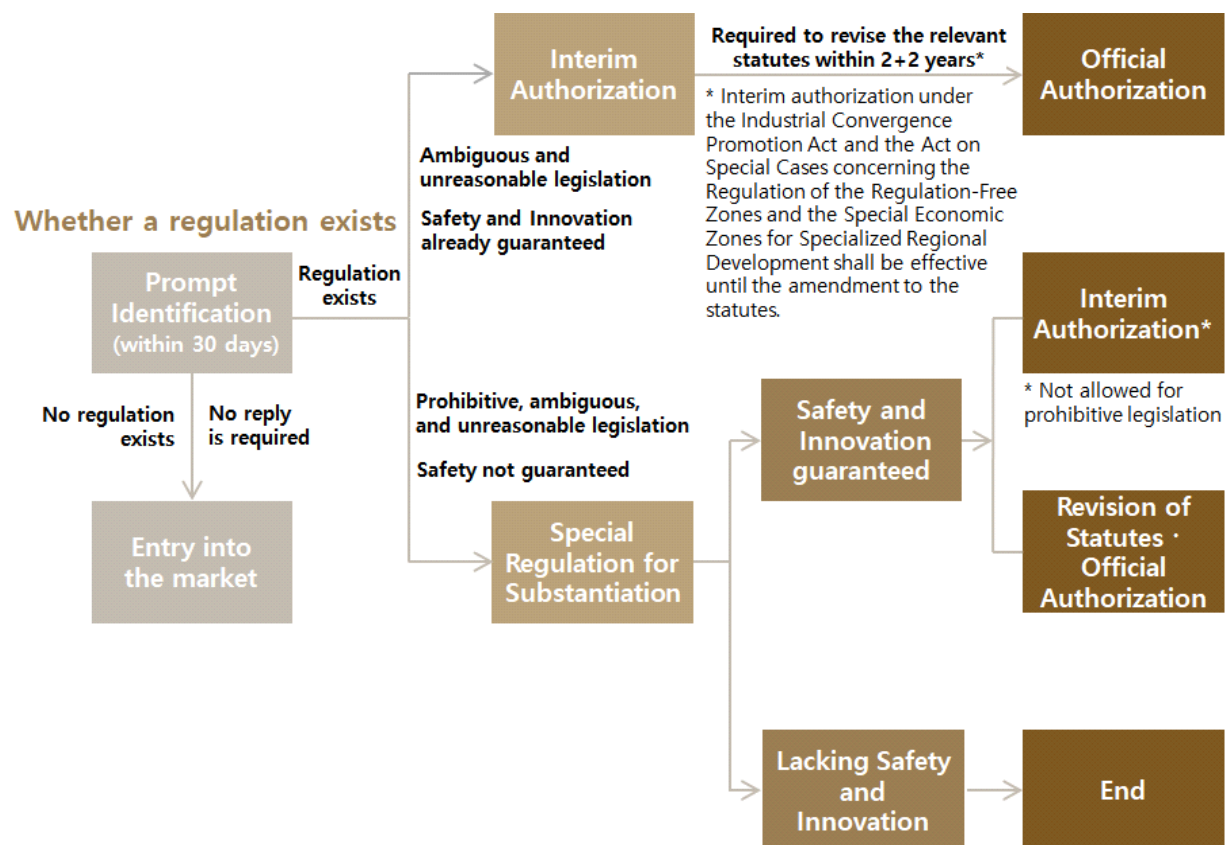 Interim
Authorization
Required to revise the relevant
statutes within 2+2 years*
Official
Authorization
* Interim authorization under
the Industrial Convergence
Promotion Act and the Act on
Special Cases concerning the
Regulation of the Regulation-Free
Zones and the Special Economic
Zones for Specialized Regional
Development shall be effective
until the amendment to the
statutes.
Ambiguous and
unreasonable legislation
Safety and Innovation
already guaranteed
Whether a regulation exists
Prompt
Identification
(within 30 days)
Regulation
exists
No regulation
exists
No reply
is required
Entry into
the market
Prohibitive, ambiguous,
and unreasonable legislation
Safety not guaranteed
Special
Regulation for
Substantiation
Safety and
Innovation
guaranteed
Interim
Authorization*
* Not allowed for
prohibitive legislation
Revision of
Statutes ·
Official
Authorization
Lacking Safety
and
Innovation
End